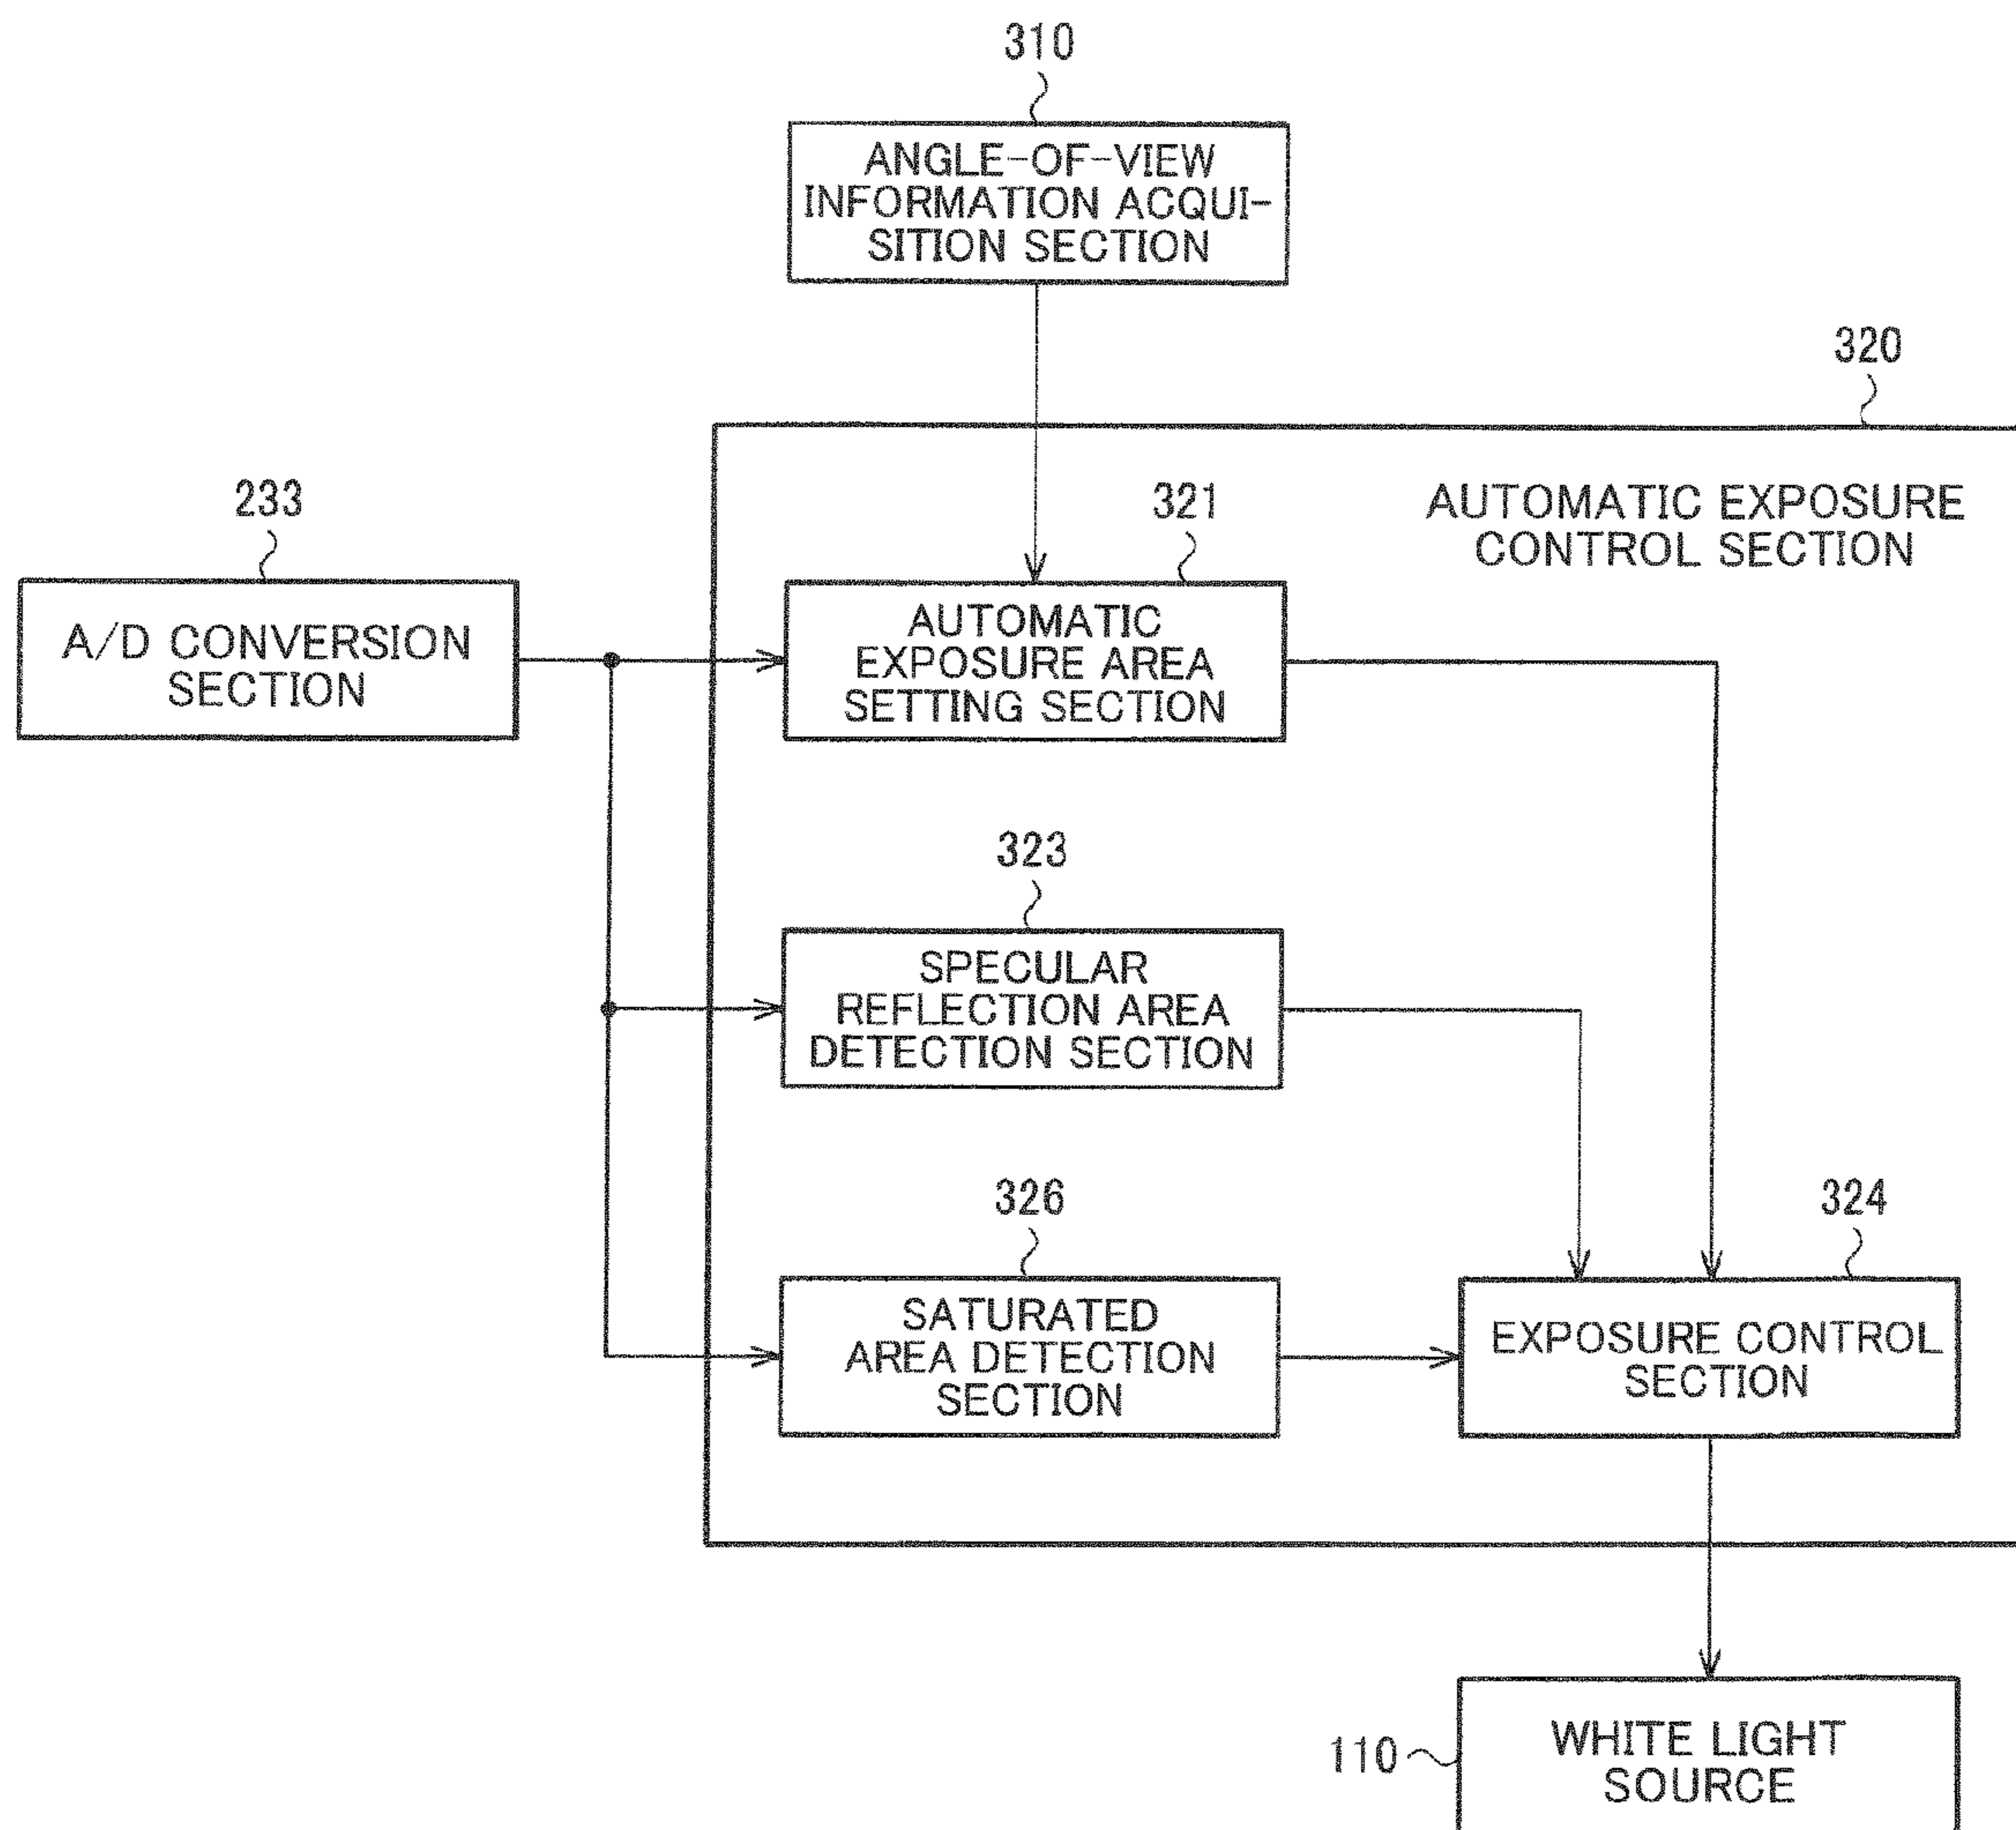 310
ANGLE-OF-VIEW
INFORMATION ACQUI-
SITION SECTION
320
AUTOMATIC EXPOSURE
CONTROL SECTION
233
A/D CONVERSION
SECTION
321
AUTOMATIC
EXPOSURE AREA
SETTING SECTION
323
SPECULAR
REFLECTION AREA
DETECTION SECTION
326
SATURATED
AREA DETECTION
SECTION
324
EXPOSURE CONTROL
SECTION
110
WHITE LIGHT
SOURCE